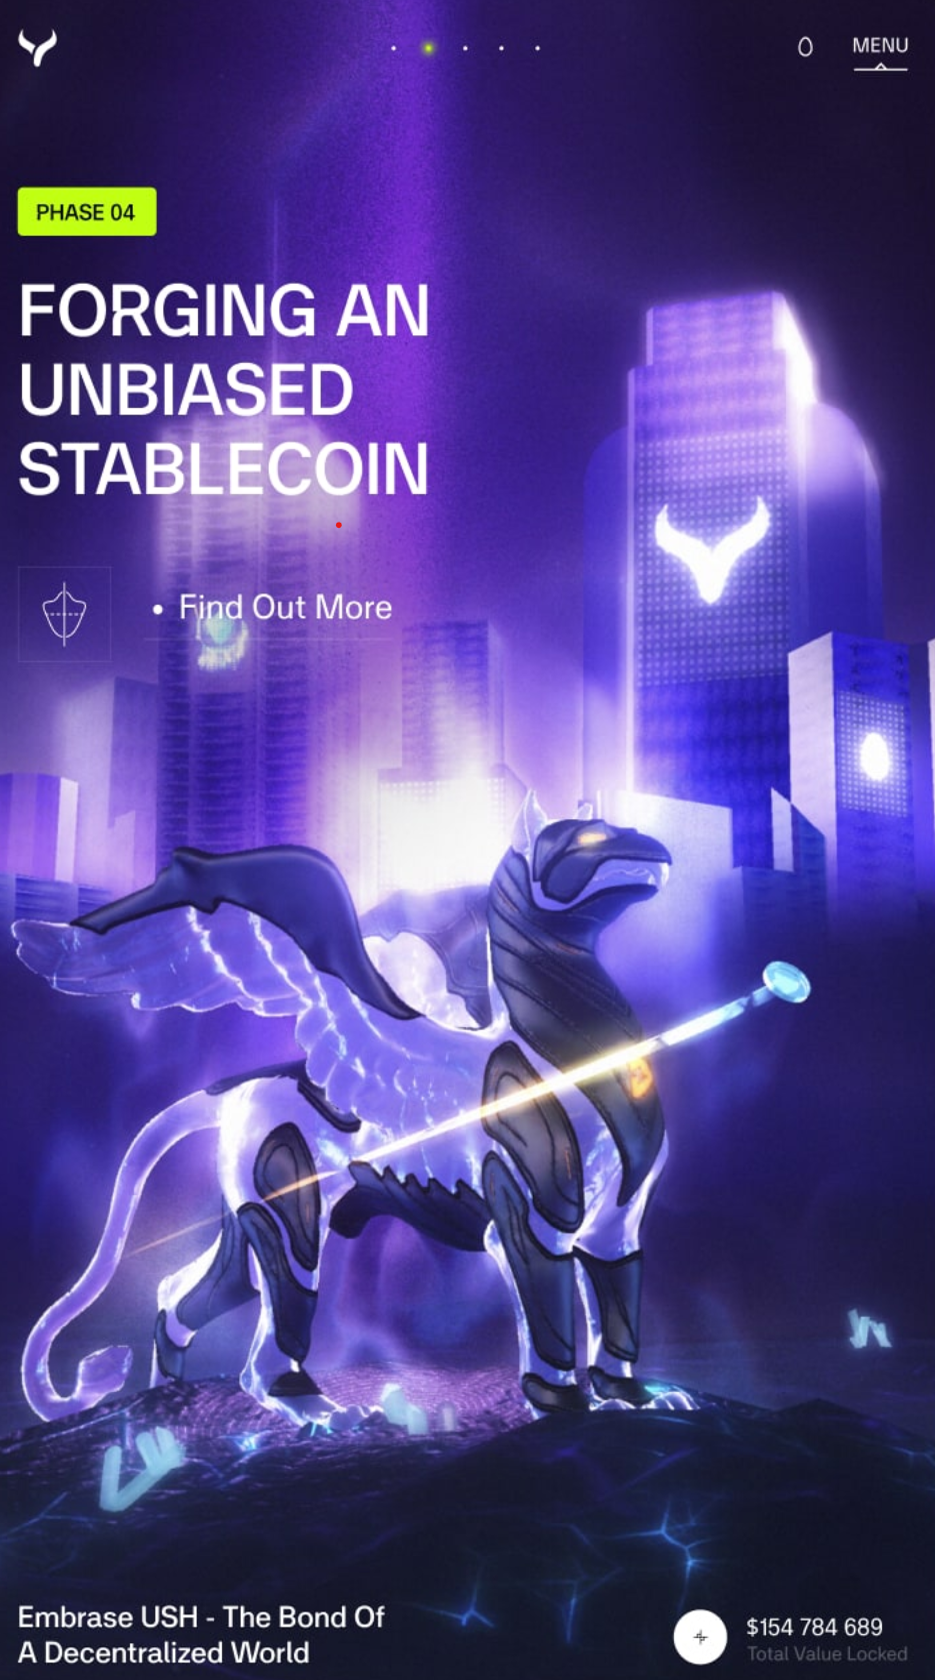 MENU
PHASE 04
FORGING AN
UNBIASED
STABLECOIN
Find Out More
Embrase USH - The Bond Of
A Decentralized World
$154 784 689
Total Value Locked